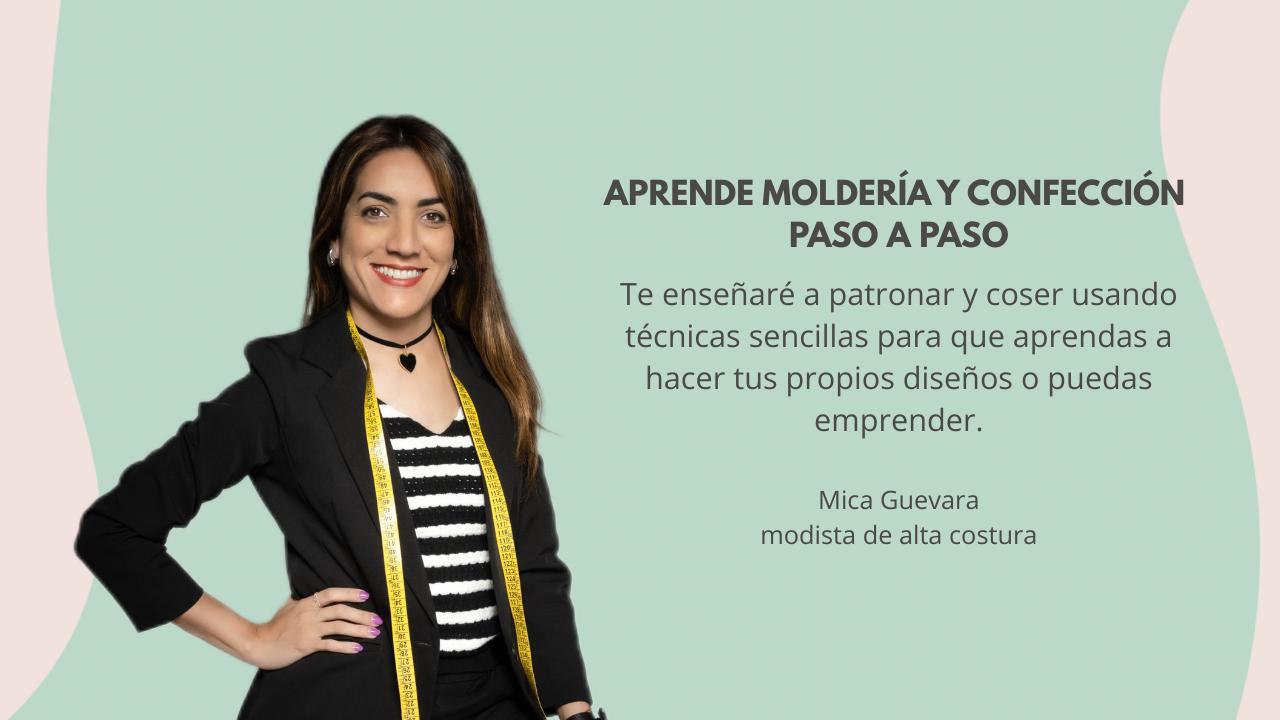 APRENDE MOLDERÍA Y CONFECCIÓN
PASO A PASO
Te enseñaré a patronar y coser usando
técnicas sencillas para que aprendas a
hacer tus propios diseños o puedas
emprender.
Mica Guevara
modista de alta costura